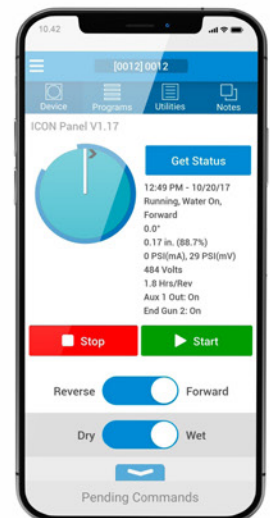 10.42
[0012] 0012
Device Programs Utilities Notes
ICON Panel V1.17
Get Status
12:49 PM - 10/20/17
Running, Water On,
Forward
0.0°
0.17 in. (88.7%)
0 PSI(mA), 29 PSI(mV)
484 Volts
1.8 Hrs/Rev
Aux 1 Out: On
End Gun 2: On
Stop Start
Reverse Forward
Dry Wet
Pending Commands